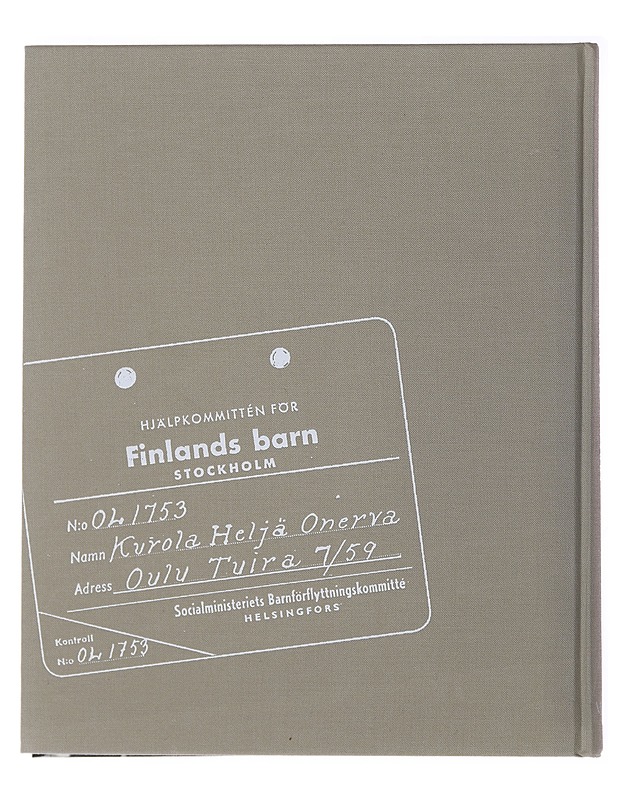 HJÄLPKOMMITTÉN FÖR
Finlands barn
STOCKHOLM
N:o OL 1753
Namn Kurola Heljä Onerva
Adress Oulu Tuira 7/59
Socialministeriets Barnförflyttningskommitté
HELSINGFORS
Kontroll
N:o OL 1753